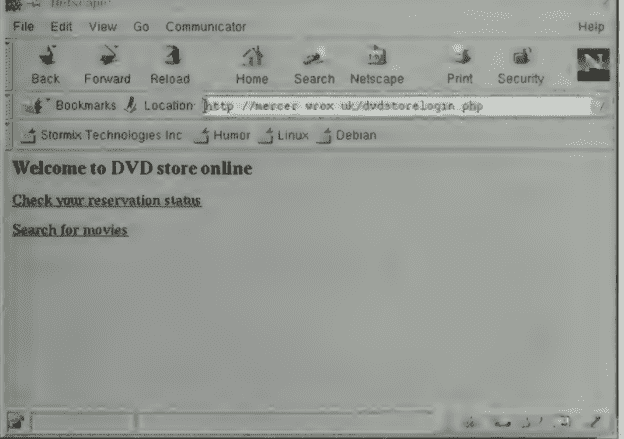 Netscape:
File Edit View Go Communicator Help
Back Forward Reload Home Search Netscape Print Security
N
Bookmarks Location http //mercer wrox uk/dvdstorelogin php
Stormix Technologies Inc Humor Linux Debian
Welcome to DVD store online
Check your reservation status
Search for movies